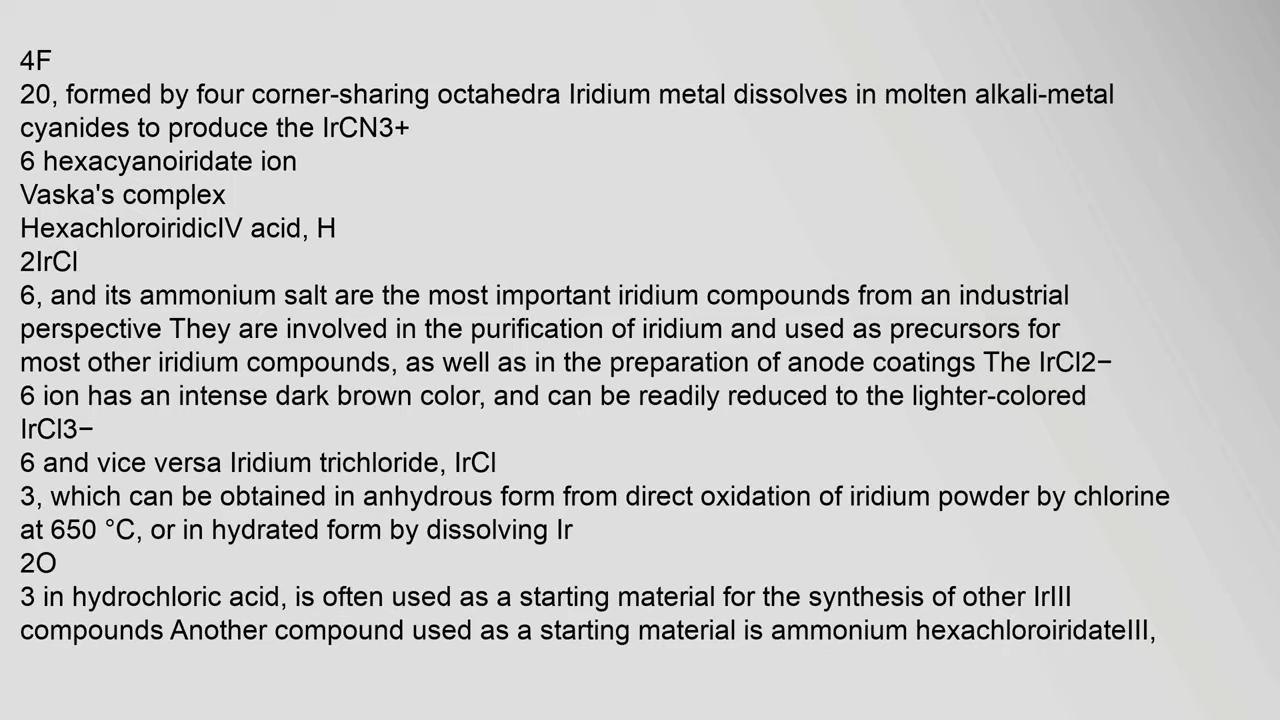 4F
20, formed by four corner-sharing octahedra Iridium metal dissolves in molten alkali-metal
cyanides to produce the IrCN3+
6 hexacyanoiridate ion
Vaska's complex
HexachloroiridicIV acid, H
2IrCl
6, and its ammonium salt are the most important iridium compounds from an industrial
perspective They are involved in the purification of iridium and used as precursors for
most other iridium compounds, as well as in the preparation of anode coatings The IrCl2−
6 ion has an intense dark brown color, and can be readily reduced to the lighter-colored
IrCl3−
6 and vice versa Iridium trichloride, IrCl
3, which can be obtained in anhydrous form from direct oxidation of iridium powder by chlorine
at 650 °C, or in hydrated form by dissolving Ir
2O
3 in hydrochloric acid, is often used as a starting material for the synthesis of other IrIII
compounds Another compound used as a starting material is ammonium hexachloroiridateIII,